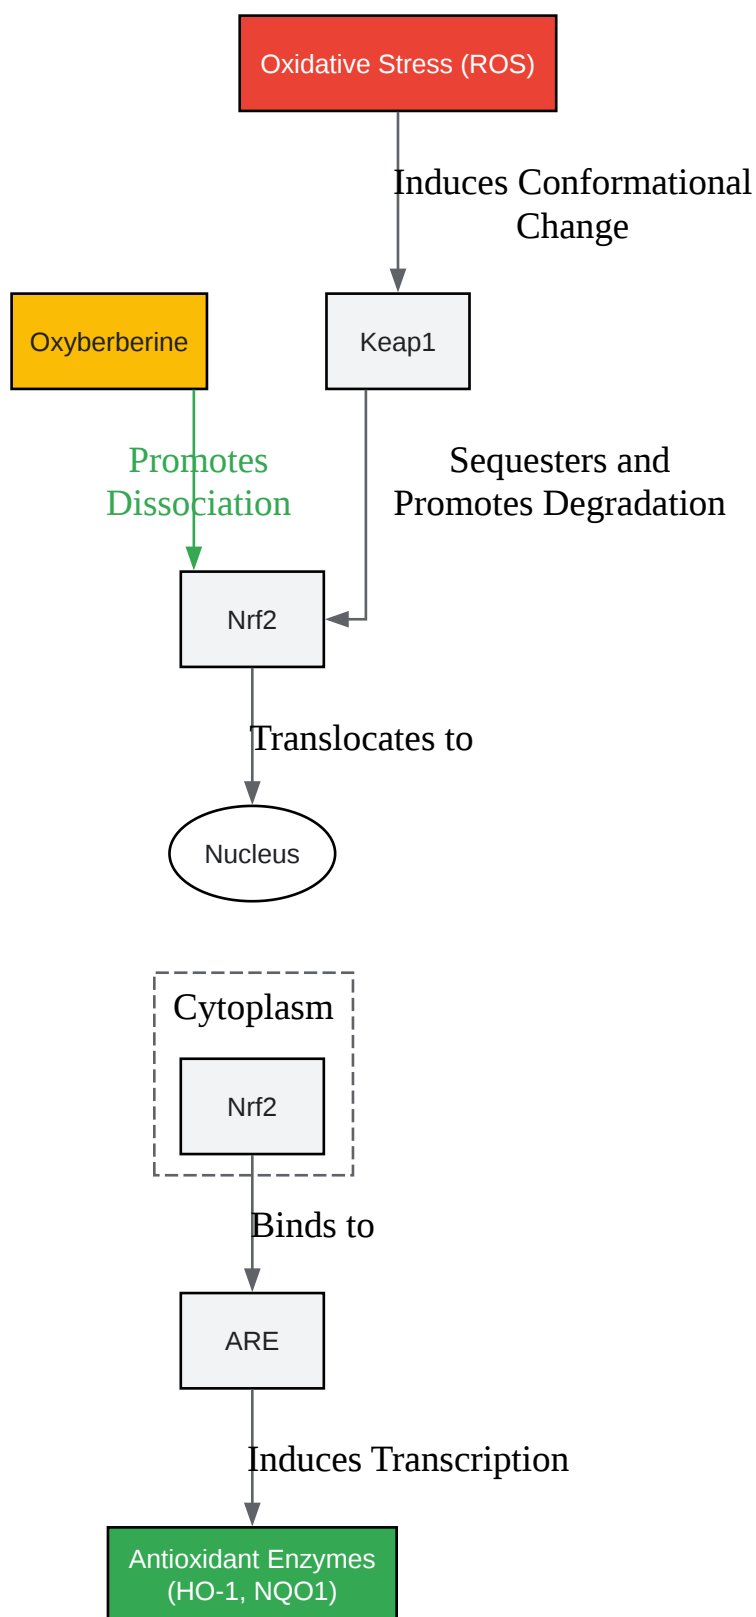 Oxidative Stress (ROS)
Induces Conformational
Change
Oxyberberine
Keap1
Promotes
Dissociation
Sequesters and
Promotes Degradation
Nrf2
Translocates to
Nucleus
Cytoplasm
Nrf2
Binds to
ARE
Induces Transcription
Antioxidant Enzymes
(HO-1, NQO1)